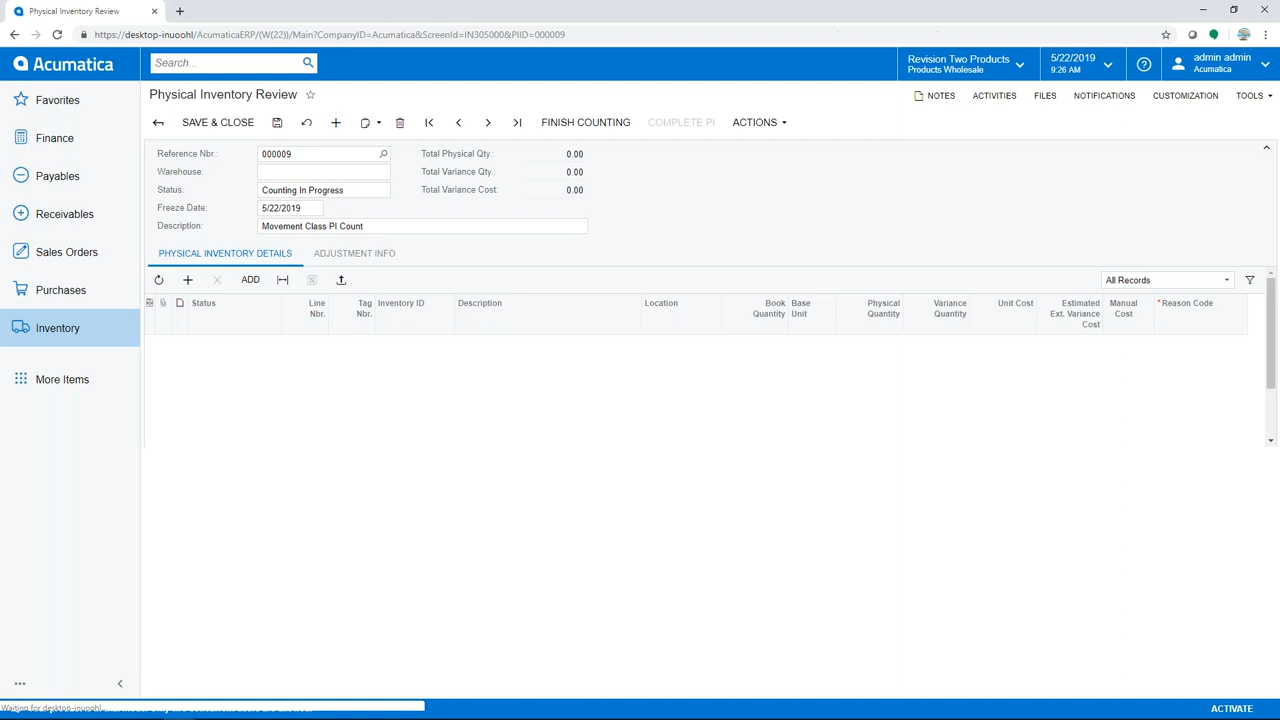 Physical Inventory Review
https://desktop-inuoohl/AcumaticaERP/(W(22))/Main?CompanyID=Acumatica&ScreenId=IN305000&PIID=000009
Acumatica
Search...
Revision Two Products
Products Wholesale
5/22/2019
9:26 AM
admin admin
Acumatica
Favorites
Finance
Payables
Receivables
Sales Orders
Purchases
Inventory
More Items
Physical Inventory Review
NOTES ACTIVITIES FILES NOTIFICATIONS CUSTOMIZATION TOOLS
SAVE & CLOSE FINISH COUNTING COMPLETE PI ACTIONS
Reference Nbr.: 000009 Total Physical Qty.: 0.00
Warehouse: Total Variance Qty.: 0.00
Status: Counting In Progress Total Variance Cost: 0.00
Freeze Date: 5/22/2019
Description: Movement Class PI Count
PHYSICAL INVENTORY DETAILS ADJUSTMENT INFO
ADD All Records
Status Line Nbr. Tag Nbr. Inventory ID Description Location Book Quantity Base Unit Physical Quantity Variance Quantity Unit Cost Estimated Ext. Variance Cost Manual Cost *Reason Code
Waiting for desktop-inuoohl...
ACTIVATE